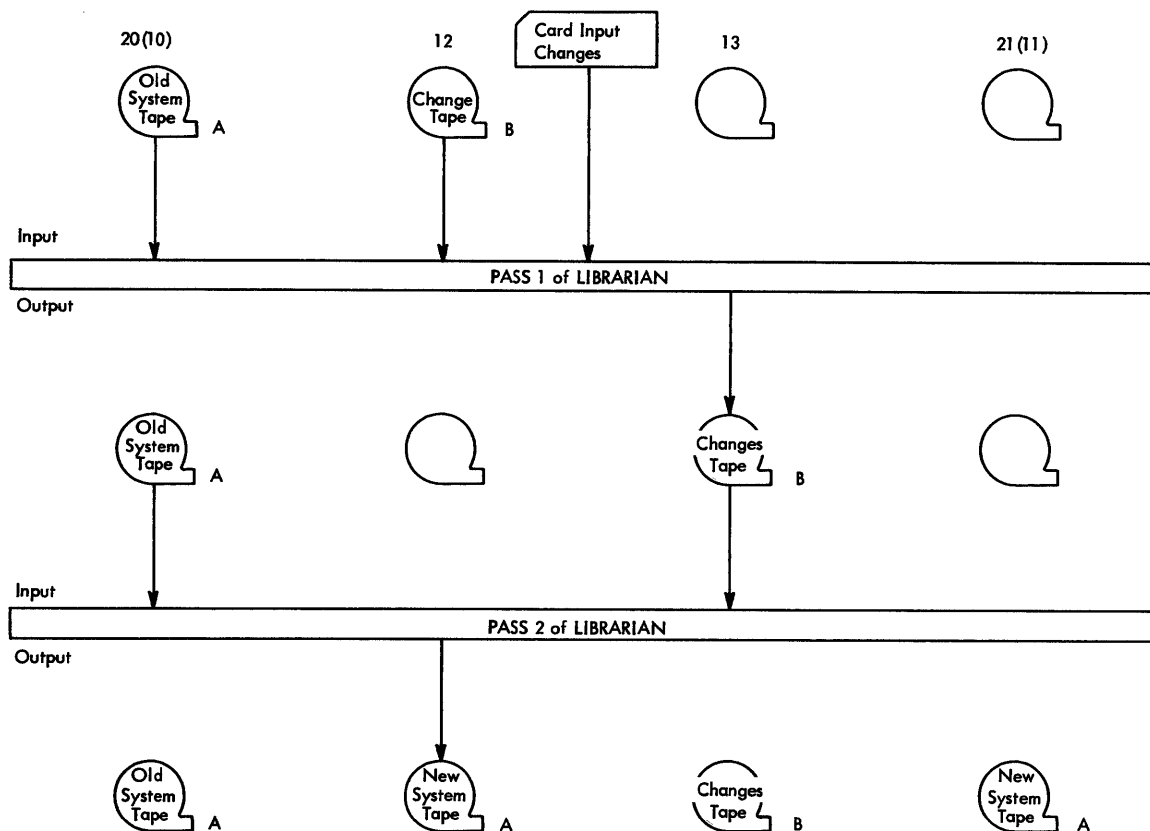 20(10)
12
Card Input
Changes
13
21(11)
Old
System
Tape
A
Change
Tape
B
Input
PASS 1 of LIBRARIAN
Output
Old
System
Tape
A
Changes
Tape
B
Input
PASS 2 of LIBRARIAN
Output
Old
System
Tape
A
New
System
Tape
A
Changes
Tape
B
New
System
Tape
A